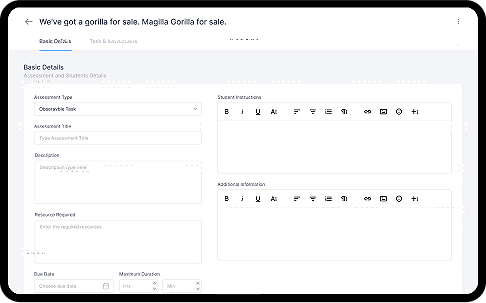 We've got a gorilla for sale. Magilla Gorilla for sale.
Basic Details
Task &
Basic Details
Assessment and Students Details
Assessment Type
Observable Task
Assessment Title
Type Assessment Title
Description
Description type here
Resource Required
Enter the required resources
Due Date
Maximum Duration
Choose due date
Hrs
Min
Student Instructions
B i U A
Additional Information
B i U A